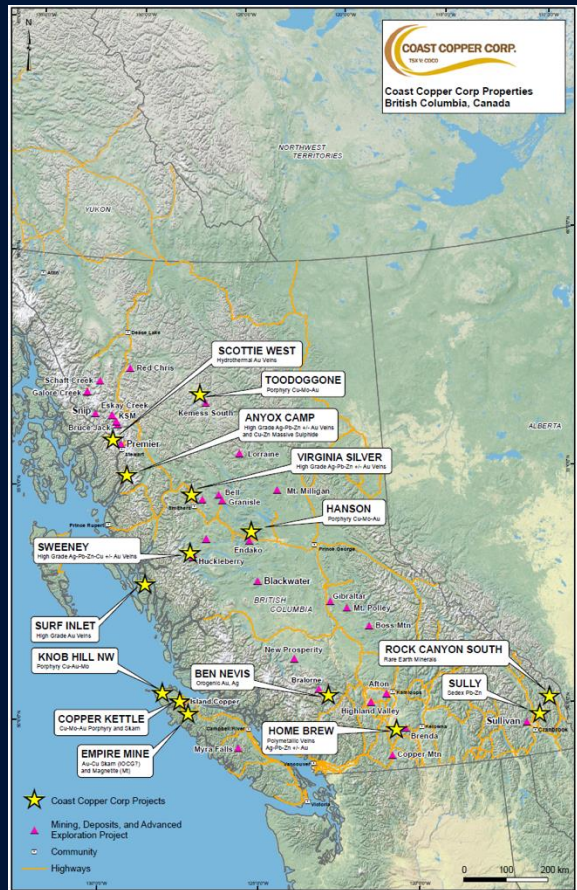 COAST COPPER CORP.
TSX V: COCO
Coast Copper Corp Properties
British Columbia, Canada
NORTHWEST
TERRITORIES
YUKON
Atlin
Dease Lake
SCOTTIE WEST
Hydrothermal Au Veins
Red Chris
Schaft Creek
TOODOGGONE
Porphyry Cu-Mo-Au
Galore Creek
Kemess South
Snip
Eskay Creek
KSM
Bruce Jack
ANYOX CAMP
High Grade Ag-Pb-Zn +/- Au Veins
and Cu-Zn Massive Sulphide
ALBERTA
Premier
Stewart
Lorraine
VIRGINIA SILVER
High Grade Ag-Pb-Zn +/- Au Veins
Bell
Mt. Milligan
Granisle
Smithers
HANSON
Porphyry Cu-Mo-Au
Prince Rupert
SWEENEY
High Grade Ag-Pb-Zn-Cu +/- Au Veins
Endako
Prince George
Huckleberry
Blackwater
SURF INLET
High Grade Au Veins
BRITISH
COLUMBIA
Gibraltar
Mt. Polley
Boss Mtn
KNOB HILL NW
Porphyry Cu-Au-Mo
New Prosperity
ROCK CANYON SOUTH
Rare Earth Minerals
BEN NEVIS
Orogenic Au, Ag
Bralorne
Afton
Kamloops
SULLY
Sedex Pb-Zn
Island Copper
Highland Valley
COPPER KETTLE
Cu-Mo-Au Porphyry and Skarn
HOME BREW
Polymetallic Veins
Ag-Pb-Zn +/- Au
Kelowna
Brenda
Sullivan
Cranbrook
Campbell River
EMPIRE MINE
Au-Cu Skarn (IOCG?)
and Magnetite (Mt)
Myra Falls
Copper Mtn
Vancouver
Victoria
Coast Copper Corp Projects
Mining, Deposits, and Advanced
Exploration Project
Community
Highways
0 100 200
km